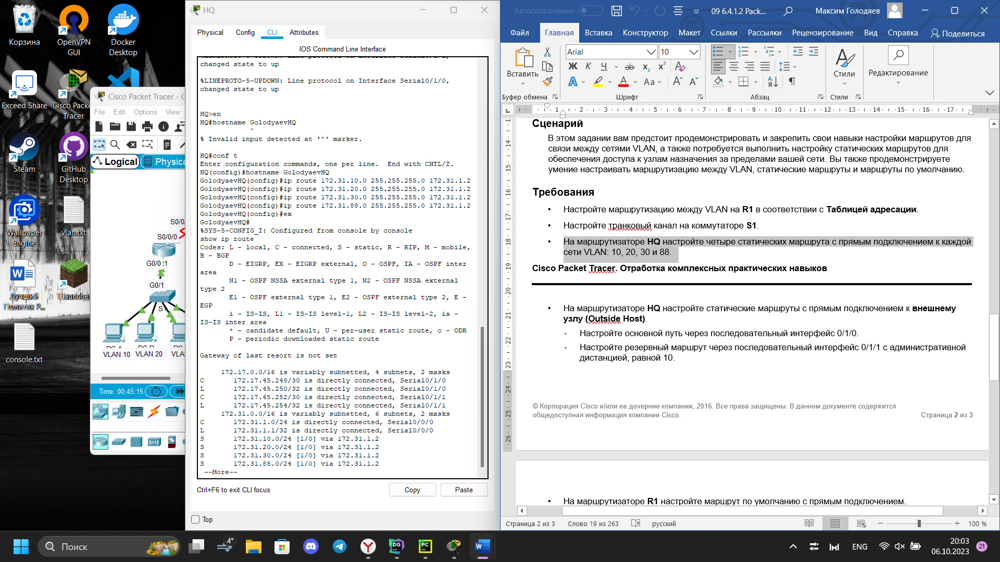 Корзина
OpenVPN
GUI
Docker
Desktop
Exceed Share
Cisco Packe
Tracer
Steam
GitHub
Desktop
Wallpaper
Engine
vlan.txt
Лучший
Политех Р...
TLauncher
console.txt
Cisco Packet Tracer - C
File Edit Options View
Logical
Physica
S0/0/
S0/0/0
G0/0
G0/1
S1
VLAN 10
VLAN 20
VLA
Time: 00:45:15
HQ
Physical Config CLI Attributes
IOS Command Line Interface
changed state to up
%LINEPROTO-5-UPDOWN: Line protocol on Interface Serial0/1/0,
changed state to up
HQ>en
HQ#hostname GolodyaevHQ
^
% Invalid input detected at '^' marker.
HQ#conf t
Enter configuration commands, one per line. End with CNTL/Z.
HQ(config)#hostname GolodyaevHQ
GolodyaevHQ(config)#ip route 172.31.10.0 255.255.255.0 172.31.1.2
GolodyaevHQ(config)#ip route 172.31.20.0 255.255.255.0 172.31.1.2
GolodyaevHQ(config)#ip route 172.31.30.0 255.255.255.0 172.31.1.2
GolodyaevHQ(config)#ip route 172.31.88.0 255.255.255.0 172.31.1.2
GolodyaevHQ(config)#ex
GolodyaevHQ#
%SYS-5-CONFIG_I: Configured from console by console
show ip route
Codes: L - local, C - connected, S - static, R - RIP, M - mobile,
B - BGP
D - EIGRP, EX - EIGRP external, O - OSPF, IA - OSPF inter
area
N1 - OSPF NSSA external type 1, N2 - OSPF NSSA external
type 2
E1 - OSPF external type 1, E2 - OSPF external type 2, E -
EGP
i - IS-IS, L1 - IS-IS level-1, L2 - IS-IS level-2, ia -
IS-IS inter area
* - candidate default, U - per-user static route, o - ODR
P - periodic downloaded static route
Gateway of last resort is not set
172.17.0.0/16 is variably subnetted, 4 subnets, 2 masks
C 172.17.45.248/30 is directly connected, Serial0/1/0
L 172.17.45.250/32 is directly connected, Serial0/1/0
C 172.17.45.252/30 is directly connected, Serial0/1/1
L 172.17.45.254/32 is directly connected, Serial0/1/1
172.31.0.0/16 is variably subnetted, 6 subnets, 2 masks
C 172.31.1.0/24 is directly connected, Serial0/0/0
L 172.31.1.1/32 is directly connected, Serial0/0/0
S 172.31.10.0/24 [1/0] via 172.31.1.2
S 172.31.20.0/24 [1/0] via 172.31.1.2
S 172.31.30.0/24 [1/0] via 172.31.1.2
S 172.31.88.0/24 [1/0] via 172.31.1.2
--More--
Ctrl+F6 to exit CLI focus
Copy
Paste
Top
Автосохранение
09 6.4.1.2 Pack...
Максим Голодяев
Файл Главная Вставка Конструктор Макет Ссылки Рассылки Рецензирование Вид Справка Поделиться
Вставить
Arial
10
Ж К Ч
Стили
Редактирование
Буфер обмена
Шрифт
Абзац
Стили
Сценарий
В этом задании вам предстоит продемонстрировать и закрепить свои навыки настройки маршрутов для
связи между сетями VLAN, а также потребуется выполнить настройку статических маршрутов для
обеспечения доступа к узлам назначения за пределами вашей сети. Вы также продемонстрируете
умение настраивать маршрутизацию между VLAN, статические маршруты и маршруты по умолчанию.
Требования
• Настройте маршрутизацию между VLAN на R1 в соответствии с Таблицей адресации.
• Настройте транковый канал на коммутаторе S1.
• На маршрутизаторе HQ настройте четыре статических маршрута с прямым подключением к каждой
сети VLAN: 10, 20, 30 и 88.
Cisco Packet Tracer. Отработка комплексных практических навыков
• На маршрутизаторе HQ настройте статические маршруты с прямым подключением к внешнему
узлу (Outside Host).
- Настройте основной путь через последовательный интерфейс 0/1/0.
- Настройте резервный маршрут через последовательный интерфейс 0/1/1 с административной
дистанцией, равной 10.
© Корпорация Cisco и/или ее дочерние компании, 2016. Все права защищены. В данном документе содержится
общедоступная информация компании Cisco.
Страница 2 из 3
• На маршрутизаторе R1 настройте маршрут по умолчанию с прямым подключением.
Страница 2 из 3
Слово 19 из 263
русский
100 %
Поиск
4°
ENG
20:03
06.10.2023
21